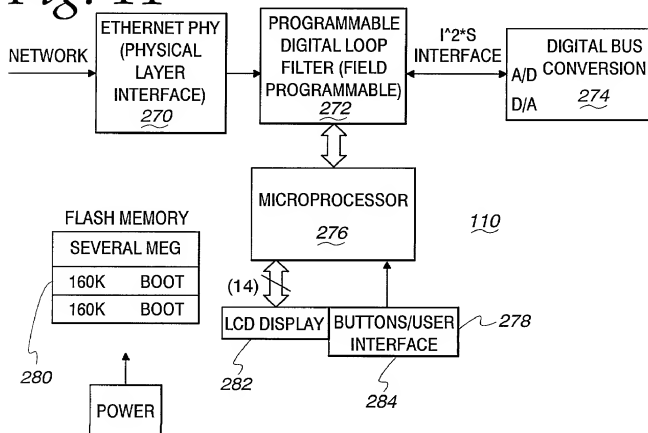 Fig. 11
NETWORK
ETHERNET PHY
(PHYSICAL
LAYER
INTERFACE)
270
PROGRAMMABLE
DIGITAL LOOP
FILTER (FIELD
PROGRAMMABLE)
272
I^2*S
INTERFACE
DIGITAL BUS
CONVERSION
A/D
D/A
274
MICROPROCESSOR
276
110
FLASH MEMORY
SEVERAL MEG
160K BOOT
160K BOOT
280
(14)
LCD DISPLAY
282
BUTTONS/USER
INTERFACE
278
284
POWER